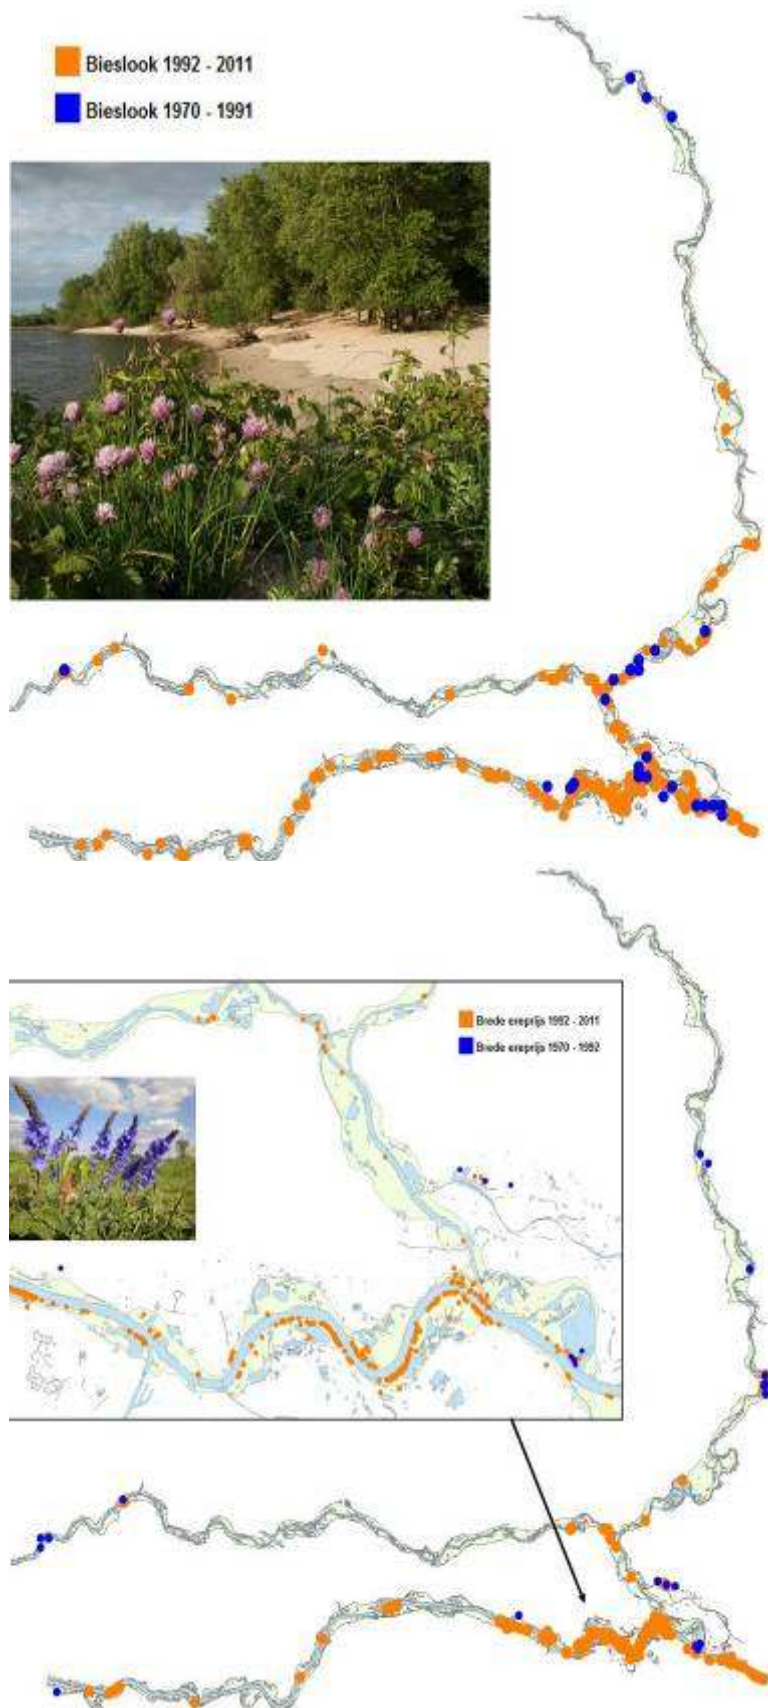 Bieslook 1992 - 2011
Bieslook 1970 - 1991
Brede ereprijs 1992 - 2011
Brede ereprijs 1970 - 1992